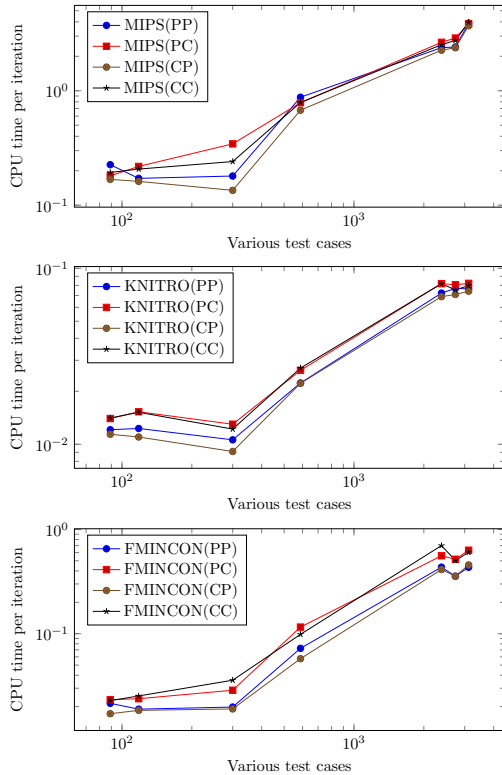 CPU time per iteration
10^0
10^-1
MIPS(PP)
MIPS(PC)
MIPS(CP)
MIPS(CC)
10^2
10^3
Various test cases
CPU time per iteration
10^-1
10^-2
KNITRO(PP)
KNITRO(PC)
KNITRO(CP)
KNITRO(CC)
10^2
10^3
Various test cases
CPU time per iteration
10^0
10^-1
FMINCON(PP)
FMINCON(PC)
FMINCON(CP)
FMINCON(CC)
10^2
10^3
Various test cases